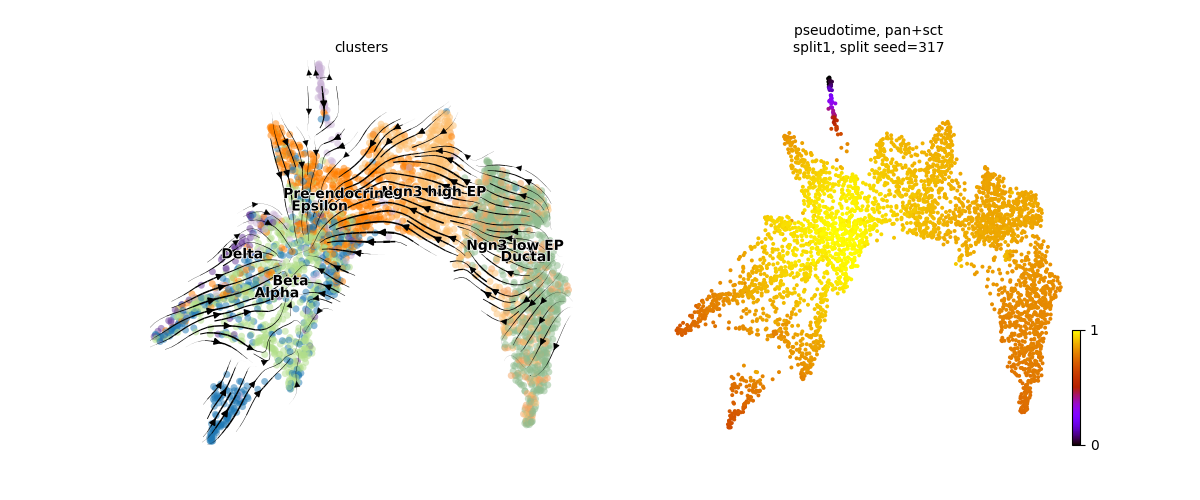 clusters
Pre-endocrine
Ngn3 high EP
Epsilon
Ngn3 low EP
Ductal
Delta
Beta
Alpha
pseudotime, pan+sct
split1, split seed=317
1
0